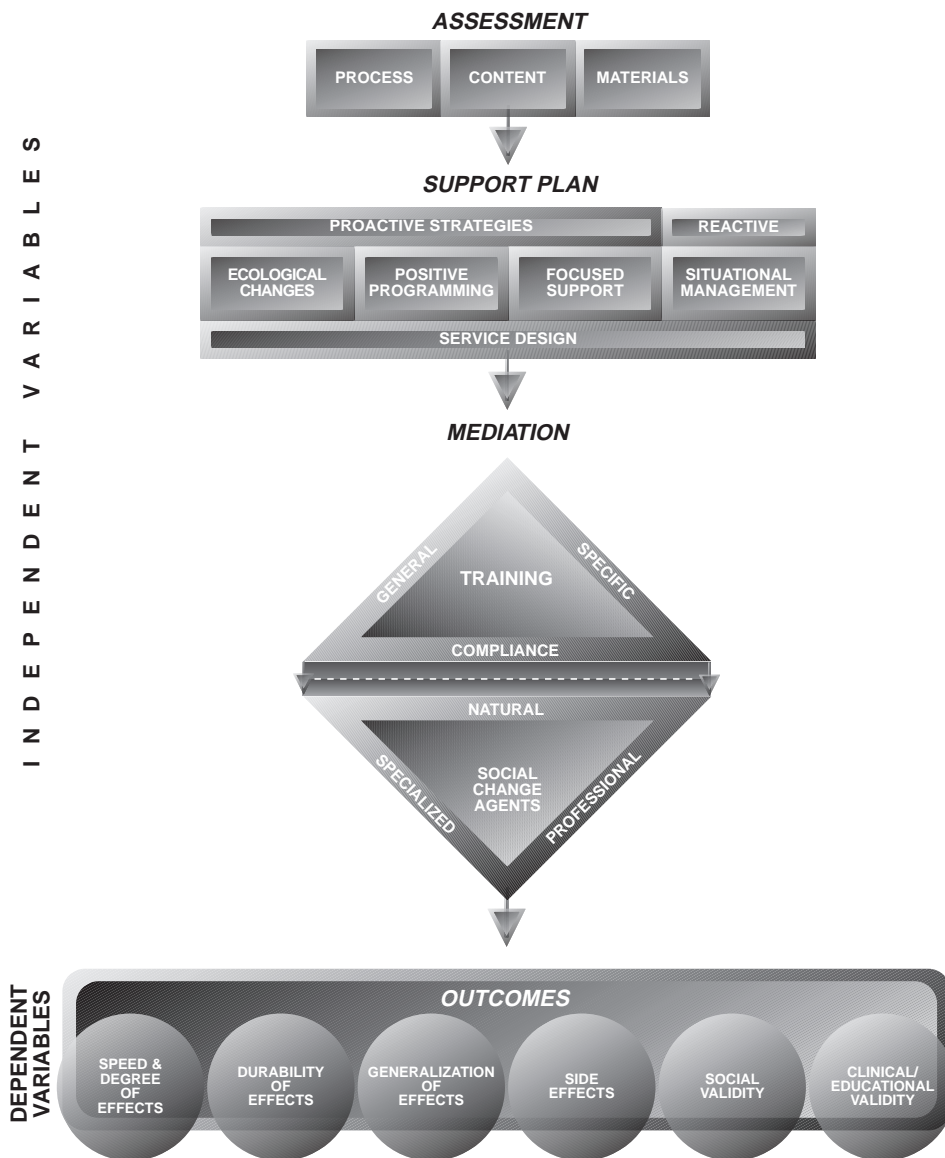 ASSESSMENT
PROCESS
CONTENT
MATERIALS
INDEPENDENT VARIABLES
SUPPORT PLAN
PROACTIVE STRATEGIES
REACTIVE
ECOLOGICAL
CHANGES
POSITIVE
PROGRAMMING
FOCUSED
SUPPORT
SITUATIONAL
MANAGEMENT
SERVICE DESIGN
MEDIATION
GENERAL
SPECIFIC
TRAINING
COMPLIANCE
NATURAL
SPECIALIZED
PROFESSIONAL
SOCIAL
CHANGE
AGENTS
DEPENDENT
VARIABLES
OUTCOMES
SPEED &
DEGREE
OF
EFFECTS
DURABILITY
OF
EFFECTS
GENERALIZATION
OF
EFFECTS
SIDE
EFFECTS
SOCIAL
VALIDITY
CLINICAL/
EDUCATIONAL
VALIDITY